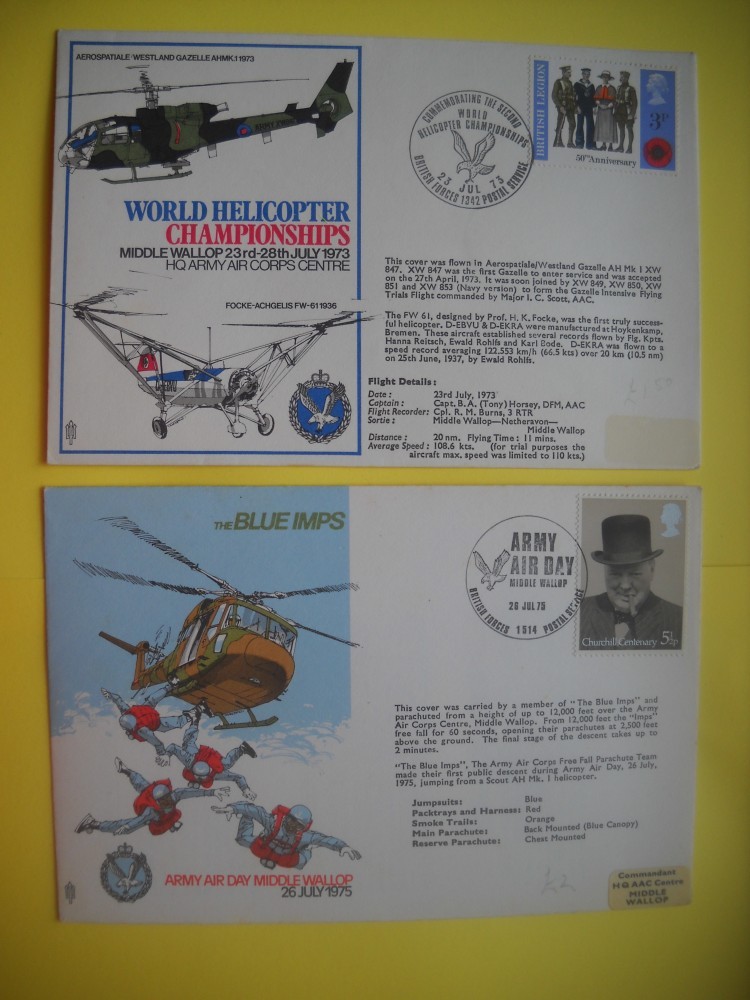 AEROSPATIALE-WESTLAND GAZELLE AHMK.1 1973
WORLD HELICOPTER
CHAMPIONSHIPS
MIDDLE WALLOP 23rd-28th JULY 1973
HQ ARMY AIR CORPS CENTRE
FOCKE-ACHGELIS FW-61 1936
D-EBVU
COMMEMORATING THE SECOND
WORLD
HELICOPTER CHAMPIONSHIPS
23 JUL 73
BRITISH FORCES 1342 POSTAL SERVICE
BRITISH LEGION
3P
50th Anniversary
This cover was flown in Aerospatiale/Westland Gazelle AH Mk I XW
847. XW 847 was the first Gazelle to enter service and was accepted
on the 27th April, 1973. It was soon joined by XW 849, XW 850, XW
851 and XW 853 (Navy version) to form the Gazelle Intensive Flying
Trials Flight commanded by Major I. C. Scott, AAC.
The FW 61, designed by Prof. H. K. Focke, was the first truly success-
ful helicopter. D-EBVU & D-EKRA were manufactured at Hoykenkamp,
Bremen. These aircraft established several records flown by Flg. Kpts.
Hanna Reitsch, Ewald Rohlfs and Karl Bode. D-EKRA was flown to a
speed record averaging 122.553 km/h (66.5 kts) over 20 km (10.5 nm)
on 25th June, 1937, by Ewald Rohlfs.
£1.50
Flight Details:
Date: 23rd July, 1973
Captain: Capt. B. A. (Tony) Horsey, DFM, AAC
Flight Recorder: Cpl. R. M. Burns, 3 RTR
Sortie: Middle Wallop—Netheravon—
Middle Wallop
Distance: 20 nm. Flying Time: 11 mins.
Average Speed: 108.6 kts. (for trial purposes the
aircraft max. speed was limited to 110 kts.)
THE BLUE IMPS
ARMY AIR DAY MIDDLE WALLOP
26 JULY 1975
ARMY
AIR DAY
MIDDLE WALLOP
26 JUL 75
BRITISH FORCES 1514 POSTAL SERVICE
Churchill Centenary 5½p
This cover was carried by a member of "The Blue Imps" and
parachuted from a height of up to 12,000 feet over the Army
Air Corps Centre, Middle Wallop. From 12,000 feet the "Imps"
free fall for 60 seconds, opening their parachutes at 2,500 feet
above the ground. The final stage of the descent takes up to
2 minutes.
"The Blue Imps", The Army Air Corps Free Fall Parachute Team
made their first public descent during Army Air Day, 26 July,
1975, jumping from a Scout AH Mk. I helicopter.
Jumpsuits: Blue
Packtrays and Harness: Red
Smoke Trails: Orange
Main Parachute: Back Mounted (Blue Canopy)
Reserve Parachute: Chest Mounted
£2
Commandant
HQ AAC Centre
MIDDLE
WALLOP